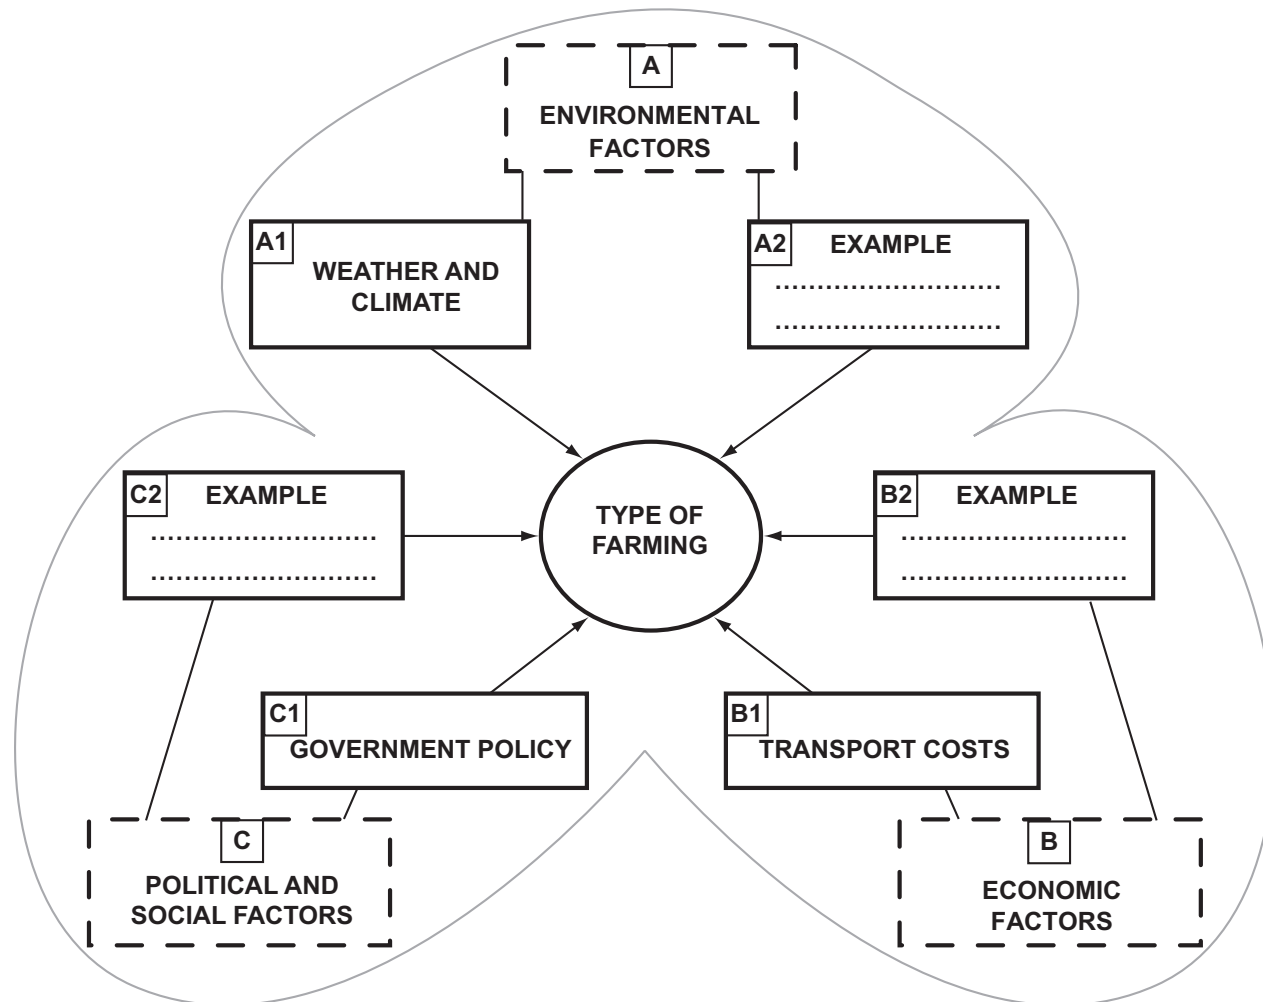 A
ENVIRONMENTAL
FACTORS
A1
WEATHER AND
CLIMATE
A2
EXAMPLE
...........................
...........................
C2
EXAMPLE
...........................
...........................
TYPE OF
FARMING
B2
EXAMPLE
...........................
...........................
C1
GOVERNMENT POLICY
B1
TRANSPORT COSTS
C
POLITICAL AND
SOCIAL FACTORS
B
ECONOMIC
FACTORS